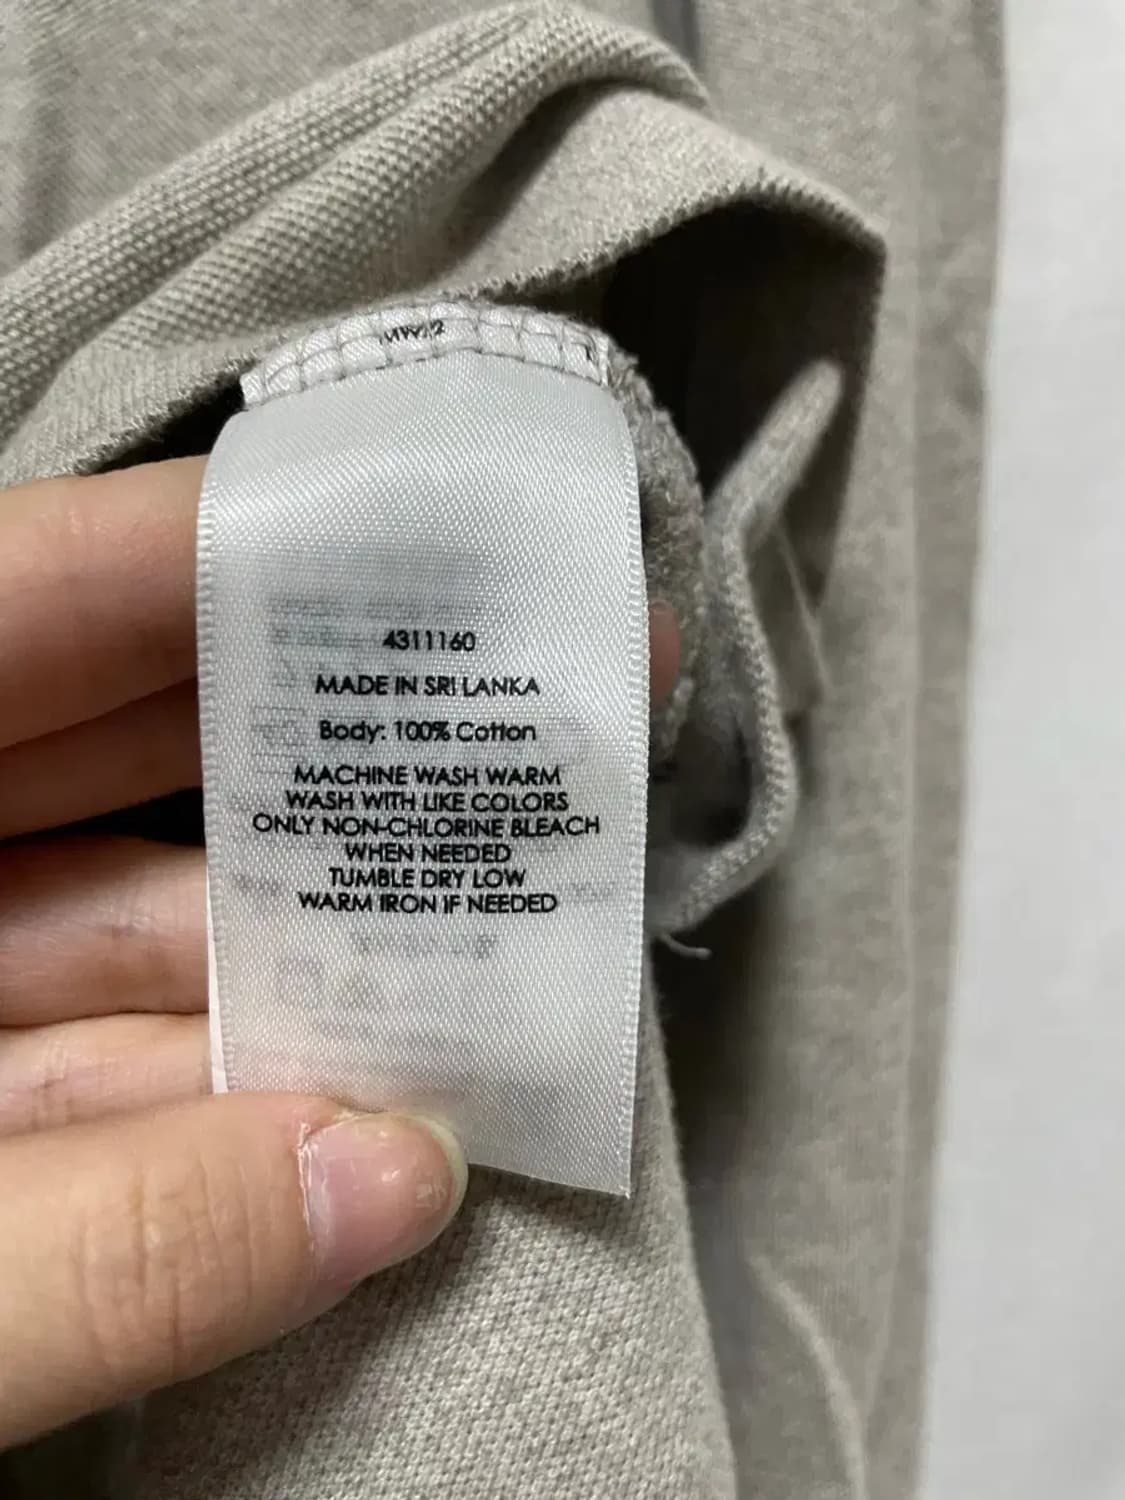 4311160
MADE IN SRI LANKA
Body: 100% Cotton
MACHINE WASH WARM
WASH WITH LIKE COLORS
ONLY NON-CHLORINE BLEACH
WHEN NEEDED
TUMBLE DRY LOW
WARM IRON IF NEEDED